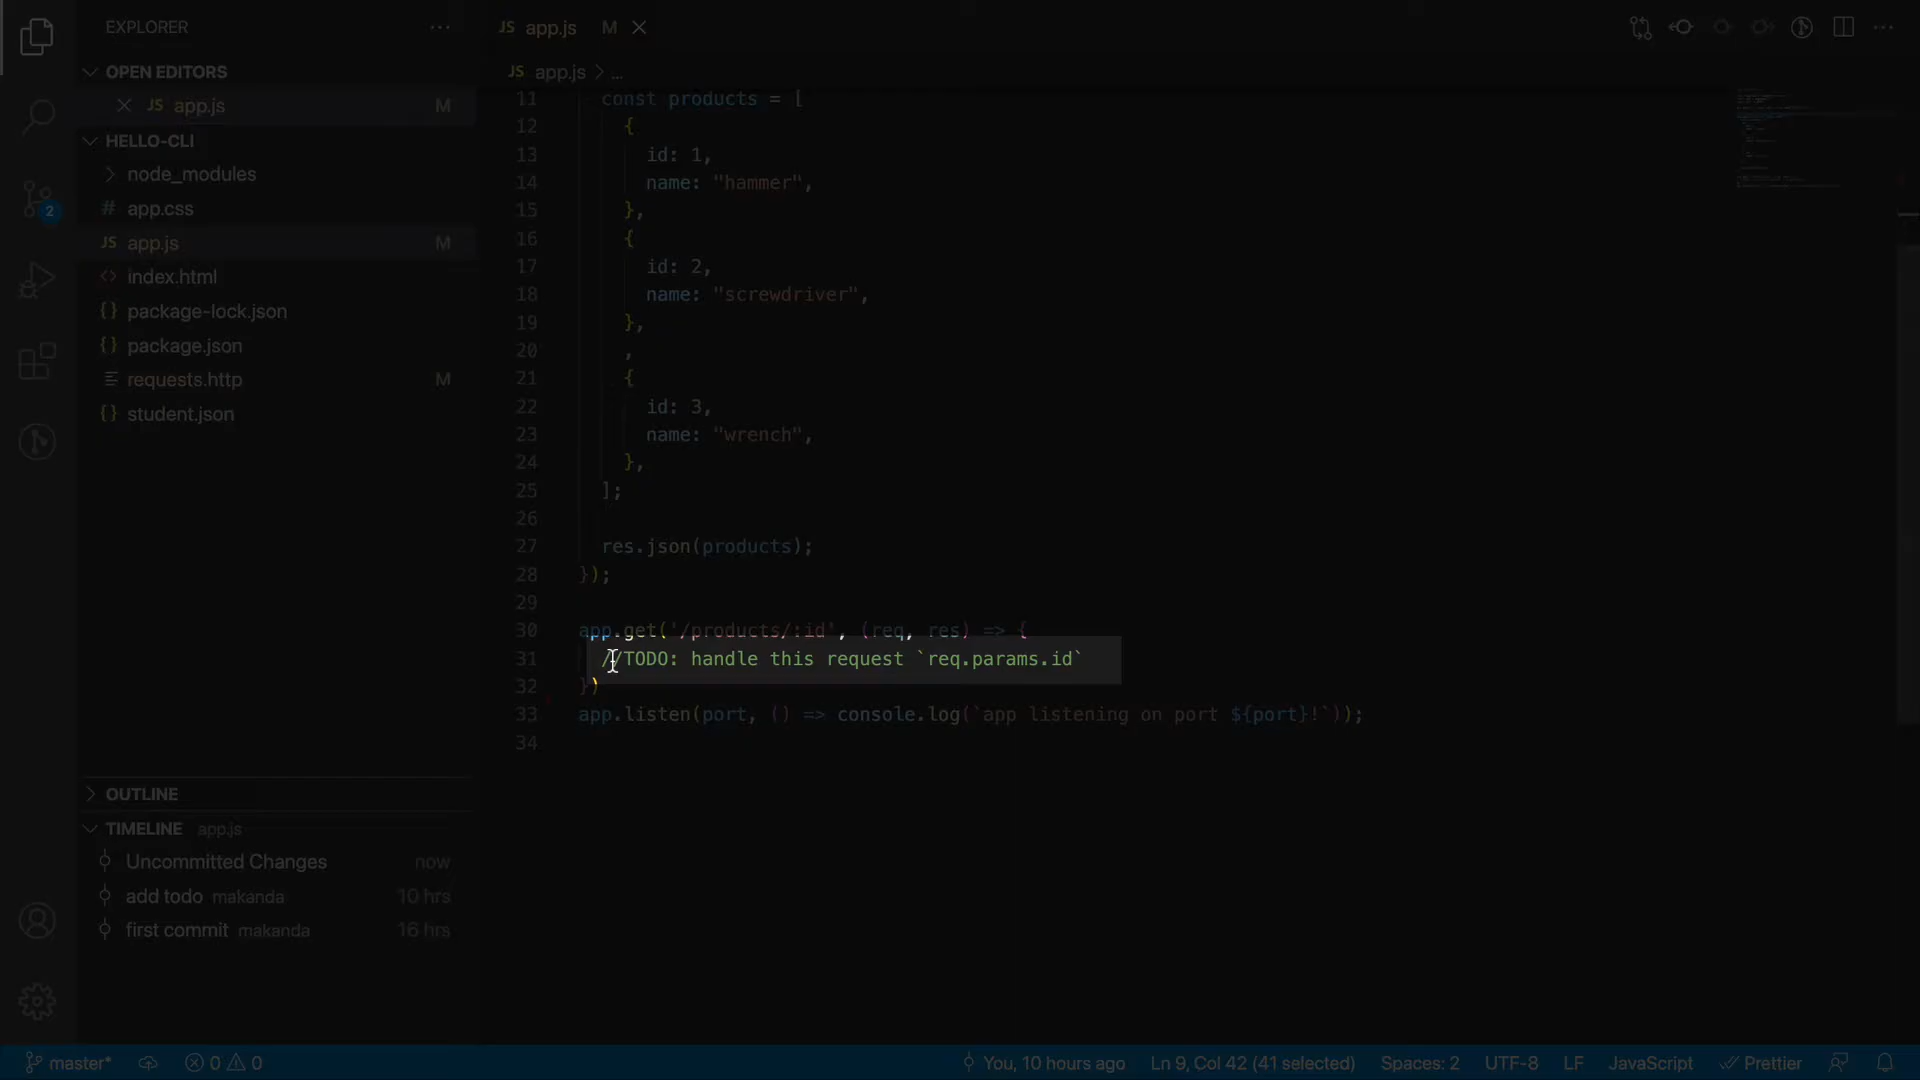 EXPLORER
OPEN EDITORS
JS app.js M
HELLO-CLI
node_modules
# app.css
JS app.js M
<> index.html
{} package-lock.json
{} package.json
requests.http M
{} student.json
OUTLINE
TIMELINE app.js
Uncommitted Changes now
add todo makanda 10 hrs
first commit makanda 16 hrs
2
JS app.js M
JS app.js > ...
11 const products = [
12 {
13 id: 1,
14 name: "hammer",
15 },
16 {
17 id: 2,
18 name: "screwdriver",
19 },
20 ,
21 {
22 id: 3,
23 name: "wrench",
24 },
25 ];
26
27 res.json(products);
28 });
29
30 app.get('/products/:id', (req, res) => {
31 //TODO: handle this request `req.params.id`
32 })
33 app.listen(port, () => console.log(`app listening on port ${port}!`));
34
master* 0 0 You, 10 hours ago Ln 9, Col 42 (41 selected) Spaces: 2 UTF-8 LF JavaScript Prettier